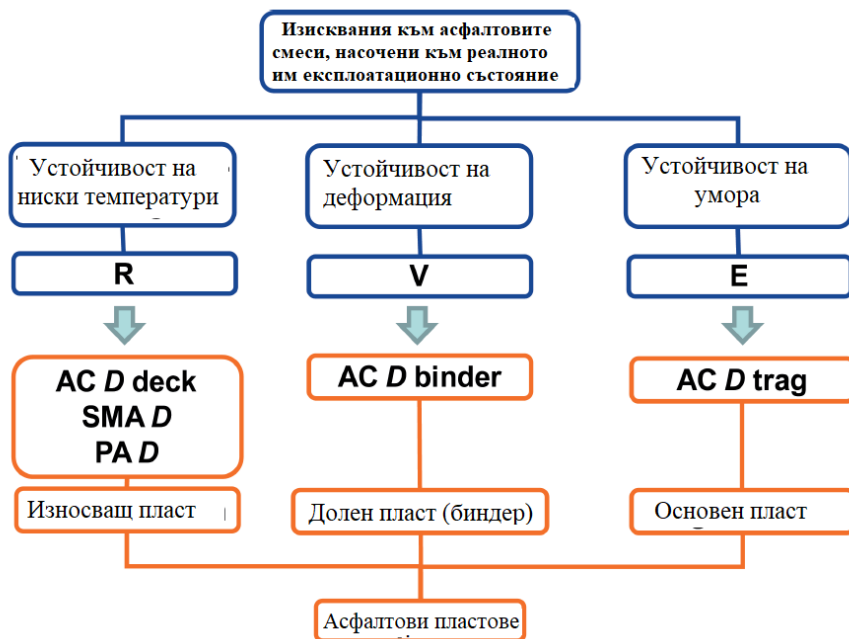 Изисквания към асфалтовите
смеси, насочени към реалното
им експлоатационно състояние
Устойчивост на
ниски температури
Устойчивост на
деформация
Устойчивост на
умора
R
V
E
AC D deck
SMA D
PA D
AC D binder
AC D trag
Износващ пласт
Долен пласт (биндер)
Основен пласт
Асфалтови пластове